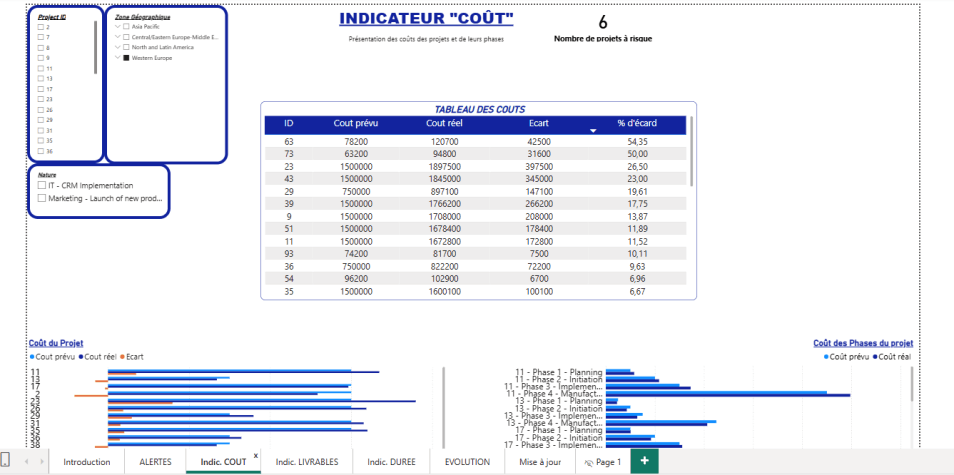 Project ID
2
7
8
9
11
13
17
23
26
29
31
35
36
Zone Géographique
Asia Pacific
Central/Eastern Europe-Middle E...
North and Latin America
Western Europe
Nature
IT - CRM Implementation
Marketing - Launch of new prod...
INDICATEUR "COÛT"
Présentation des coûts des projets et de leurs phases
6
Nombre de projets à risque
TABLEAU DES COUTS
ID Cout prévu Cout réel Ecart % d'écard
63 78200 120700 42500 54,35
73 63200 94800 31600 50,00
23 1500000 1897500 397500 26,50
43 1500000 1845000 345000 23,00
29 750000 897100 147100 19,61
39 1500000 1766200 266200 17,75
9 1500000 1708000 208000 13,87
51 1500000 1678400 178400 11,89
11 1500000 1672800 172800 11,52
93 74200 81700 7500 10,11
36 750000 822200 72200 9,63
54 96200 102900 6700 6,96
35 1500000 1600100 100100 6,67
Coût du Projet
Cout prévu Cout réel Ecart
11
13
17
2
23
26
29
31
35
36
38
Coût des Phases du projet
Coût prévu Coût réal
11 - Phase 1 - Planning
11 - Phase 2 - Initiation
11 - Phase 3 - Implemen...
11 - Phase 4 - Manufact...
13 - Phase 1 - Planning
13 - Phase 2 - Initiation
13 - Phase 3 - Implemen...
13 - Phase 4 - Manufact...
17 - Phase 1 - Planning
17 - Phase 2 - Initiation
17 - Phase 3 - Implemen...
Introduction ALERTES Indic. COUT x Indic. LIVRABLES Indic. DUREE EVOLUTION Mise à jour Page 1 +